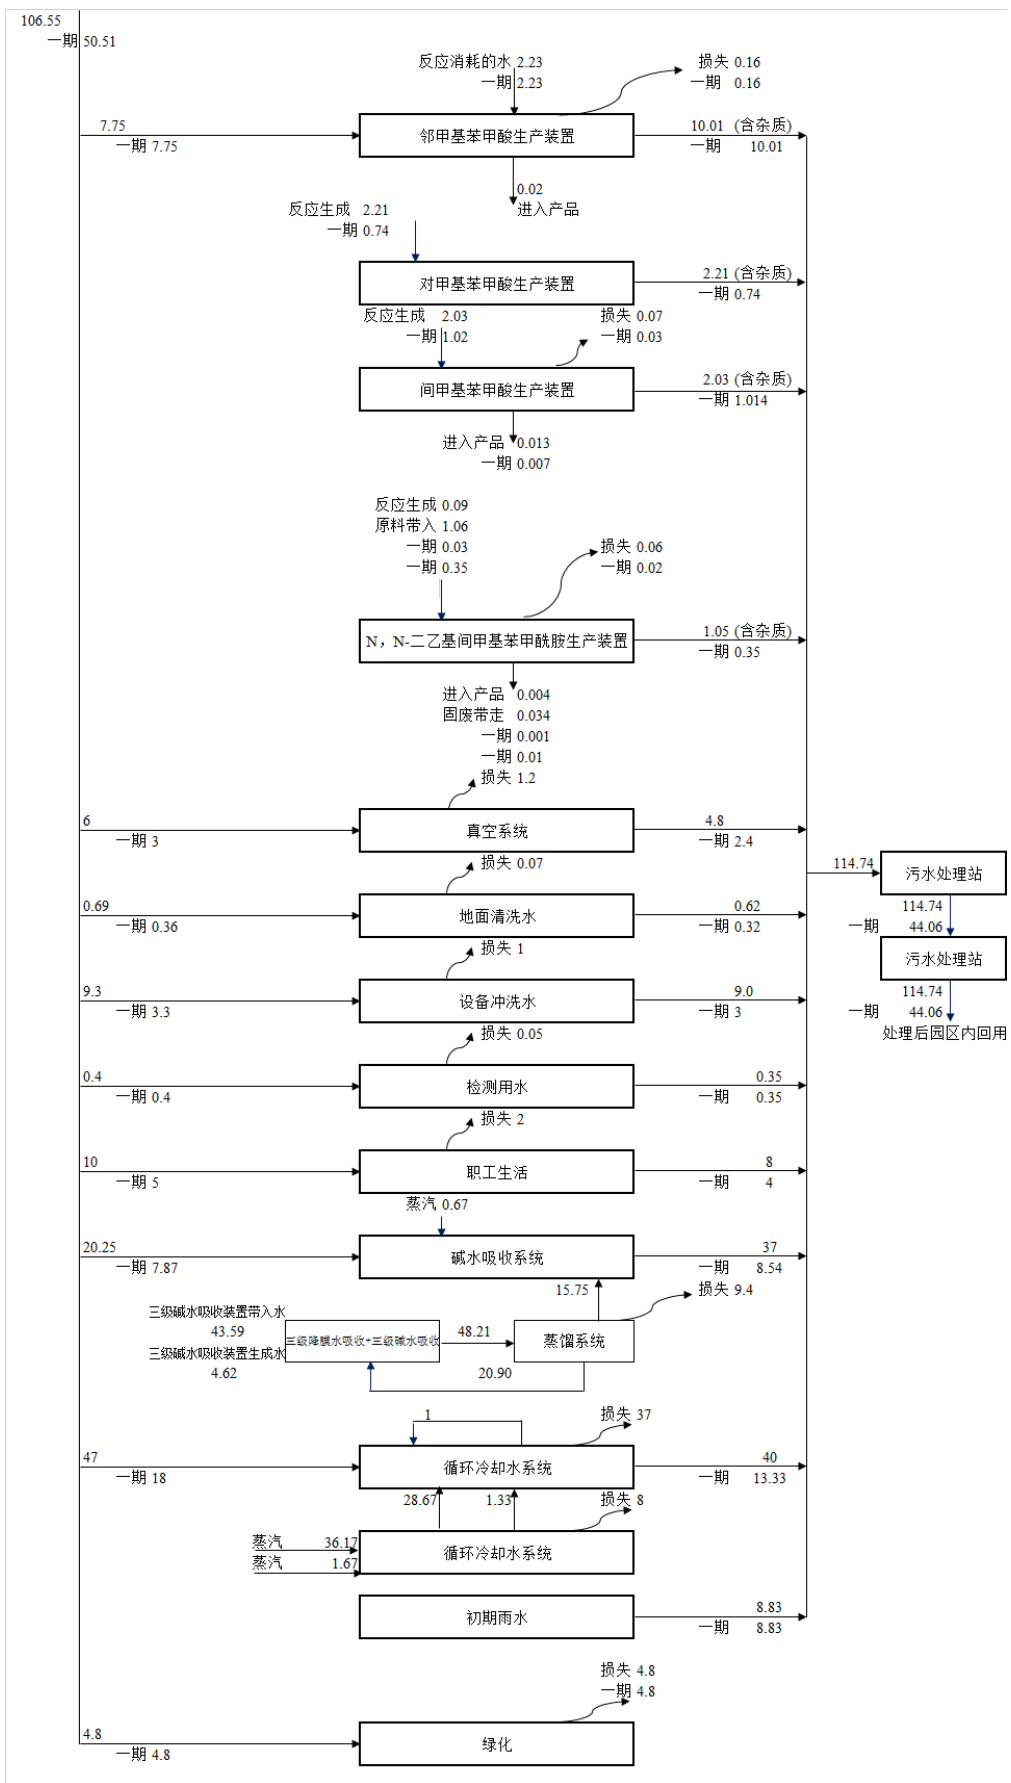 106.55
一期 50.51
反应消耗的水 2.23
一期 2.23
损失 0.16
一期 0.16
7.75
一期 7.75
邻甲基苯甲酸生产装置
10.01 (含杂质)
一期 10.01
0.02
进入产品
反应生成 2.21
一期 0.74
对甲基苯甲酸生产装置
2.21 (含杂质)
一期 0.74
反应生成 2.03
一期 1.02
损失 0.07
一期 0.03
间甲基苯甲酸生产装置
2.03 (含杂质)
一期 1.014
进入产品 0.013
一期 0.007
反应生成 0.09
原料带入 1.06
一期 0.03
一期 0.35
损失 0.06
一期 0.02
N，N-二乙基间甲基苯甲酰胺生产装置
1.05 (含杂质)
一期 0.35
进入产品 0.004
固废带走 0.034
一期 0.001
一期 0.01
损失 1.2
6
一期 3
真空系统
4.8
一期 2.4
损失 0.07
0.69
一期 0.36
地面清洗水
0.62
一期 0.32
损失 1
9.3
一期 3.3
设备冲洗水
9.0
一期 3
损失 0.05
0.4
一期 0.4
检测用水
0.35
一期 0.35
损失 2
10
一期 5
职工生活
8
一期 4
蒸汽 0.67
20.25
一期 7.87
碱水吸收系统
37
一期 8.54
15.75
损失 9.4
三级碱水吸收装置带入水
43.59
三级碱水吸收装置生成水
4.62
三级降膜水吸收+三级碱水吸收
48.21
蒸馏系统
20.90
1
损失 37
47
一期 18
循环冷却水系统
40
一期 13.33
28.67
1.33
损失 8
蒸汽 36.17
蒸汽 1.67
循环冷却水系统
初期雨水
8.83
一期 8.83
损失 4.8
一期 4.8
4.8
一期 4.8
绿化
114.74
污水处理站
114.74
一期 44.06
污水处理站
114.74
一期 44.06
处理后园区内回用